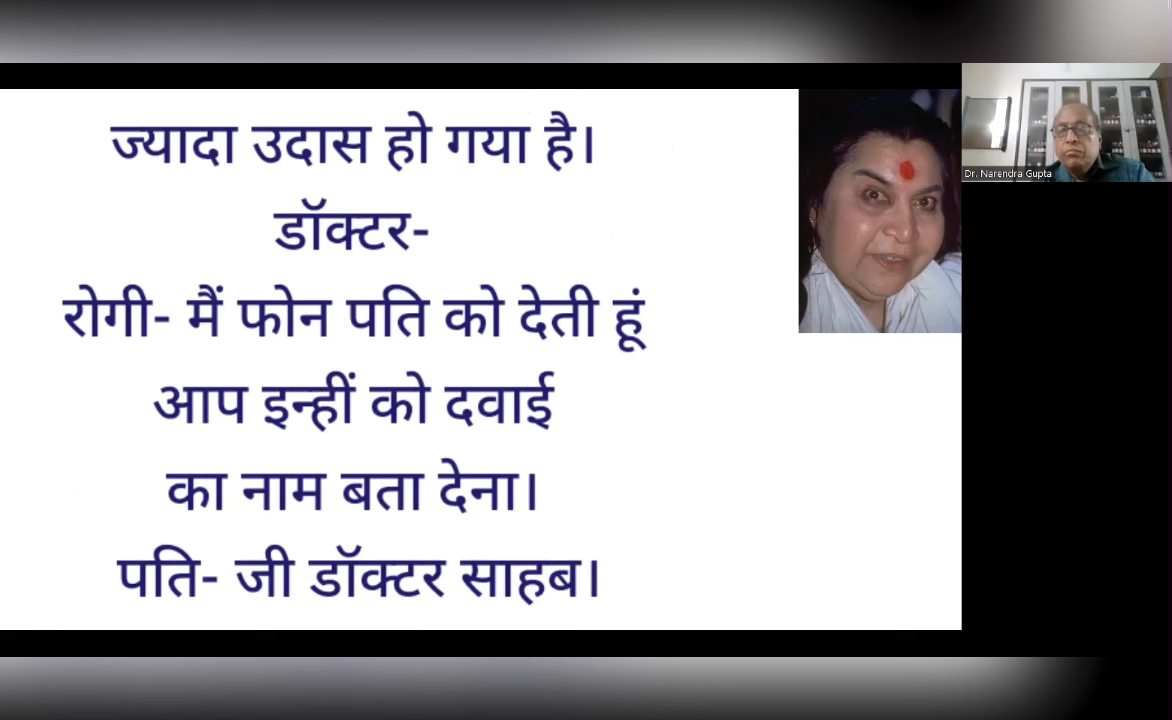 ज्यादा उदास हो गया है।
डॉक्टर-
रोगी- मैं फोन पति को देती हूं
आप इन्हीं को दवाई
का नाम बता देना।
पति- जी डॉक्टर साहब।
Dr. Narendra Gupta